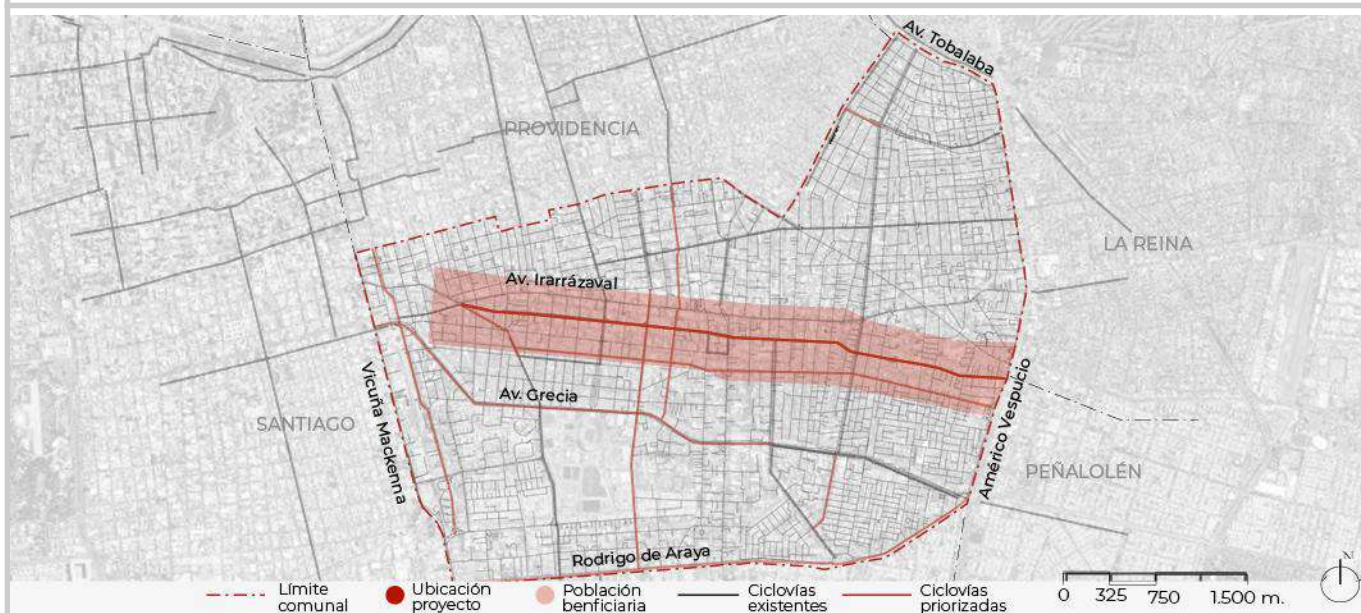 Av. Tobalaba
PROVIDENCIA
LA REINA
Av. Irarrázaval
Vicuña Mackenna
Av. Grecia
SANTIAGO
Américo Vespucio
PEÑALOLÉN
Rodrigo de Araya
N
Límite
comunal
Ubicación
proyecto
Población
benficiaria
Ciclovías
existentes
Ciclovías
priorizadas
0 325 750 1.500 m.